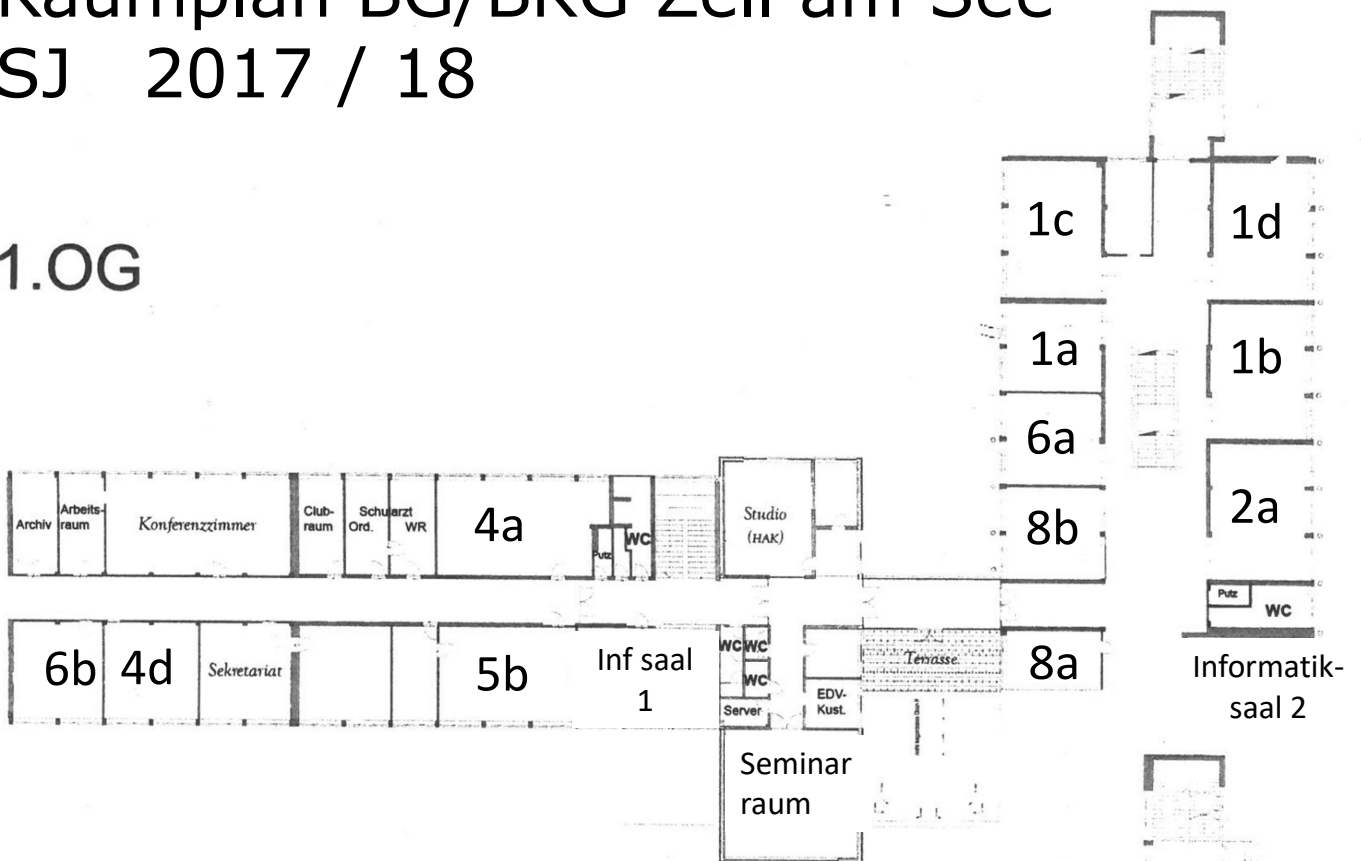 Raumplan BG/BRG Zell am See
SJ 2017 / 18
1.OG
1c
1d
1a
1b
6a
8b
2a
Putz
WC
Archiv
Arbeits-
raum
Konferenzzimmer
Club-
raum
Schularzt
Ord.
WR
4a
Putz
WC
Studio
(HAK)
6b
4d
Sekretariat
5b
Inf saal
1
WC
WC
WC
Server
EDV-
Kust.
Terrasse
8a
Informatik-
saal 2
Seminar
raum